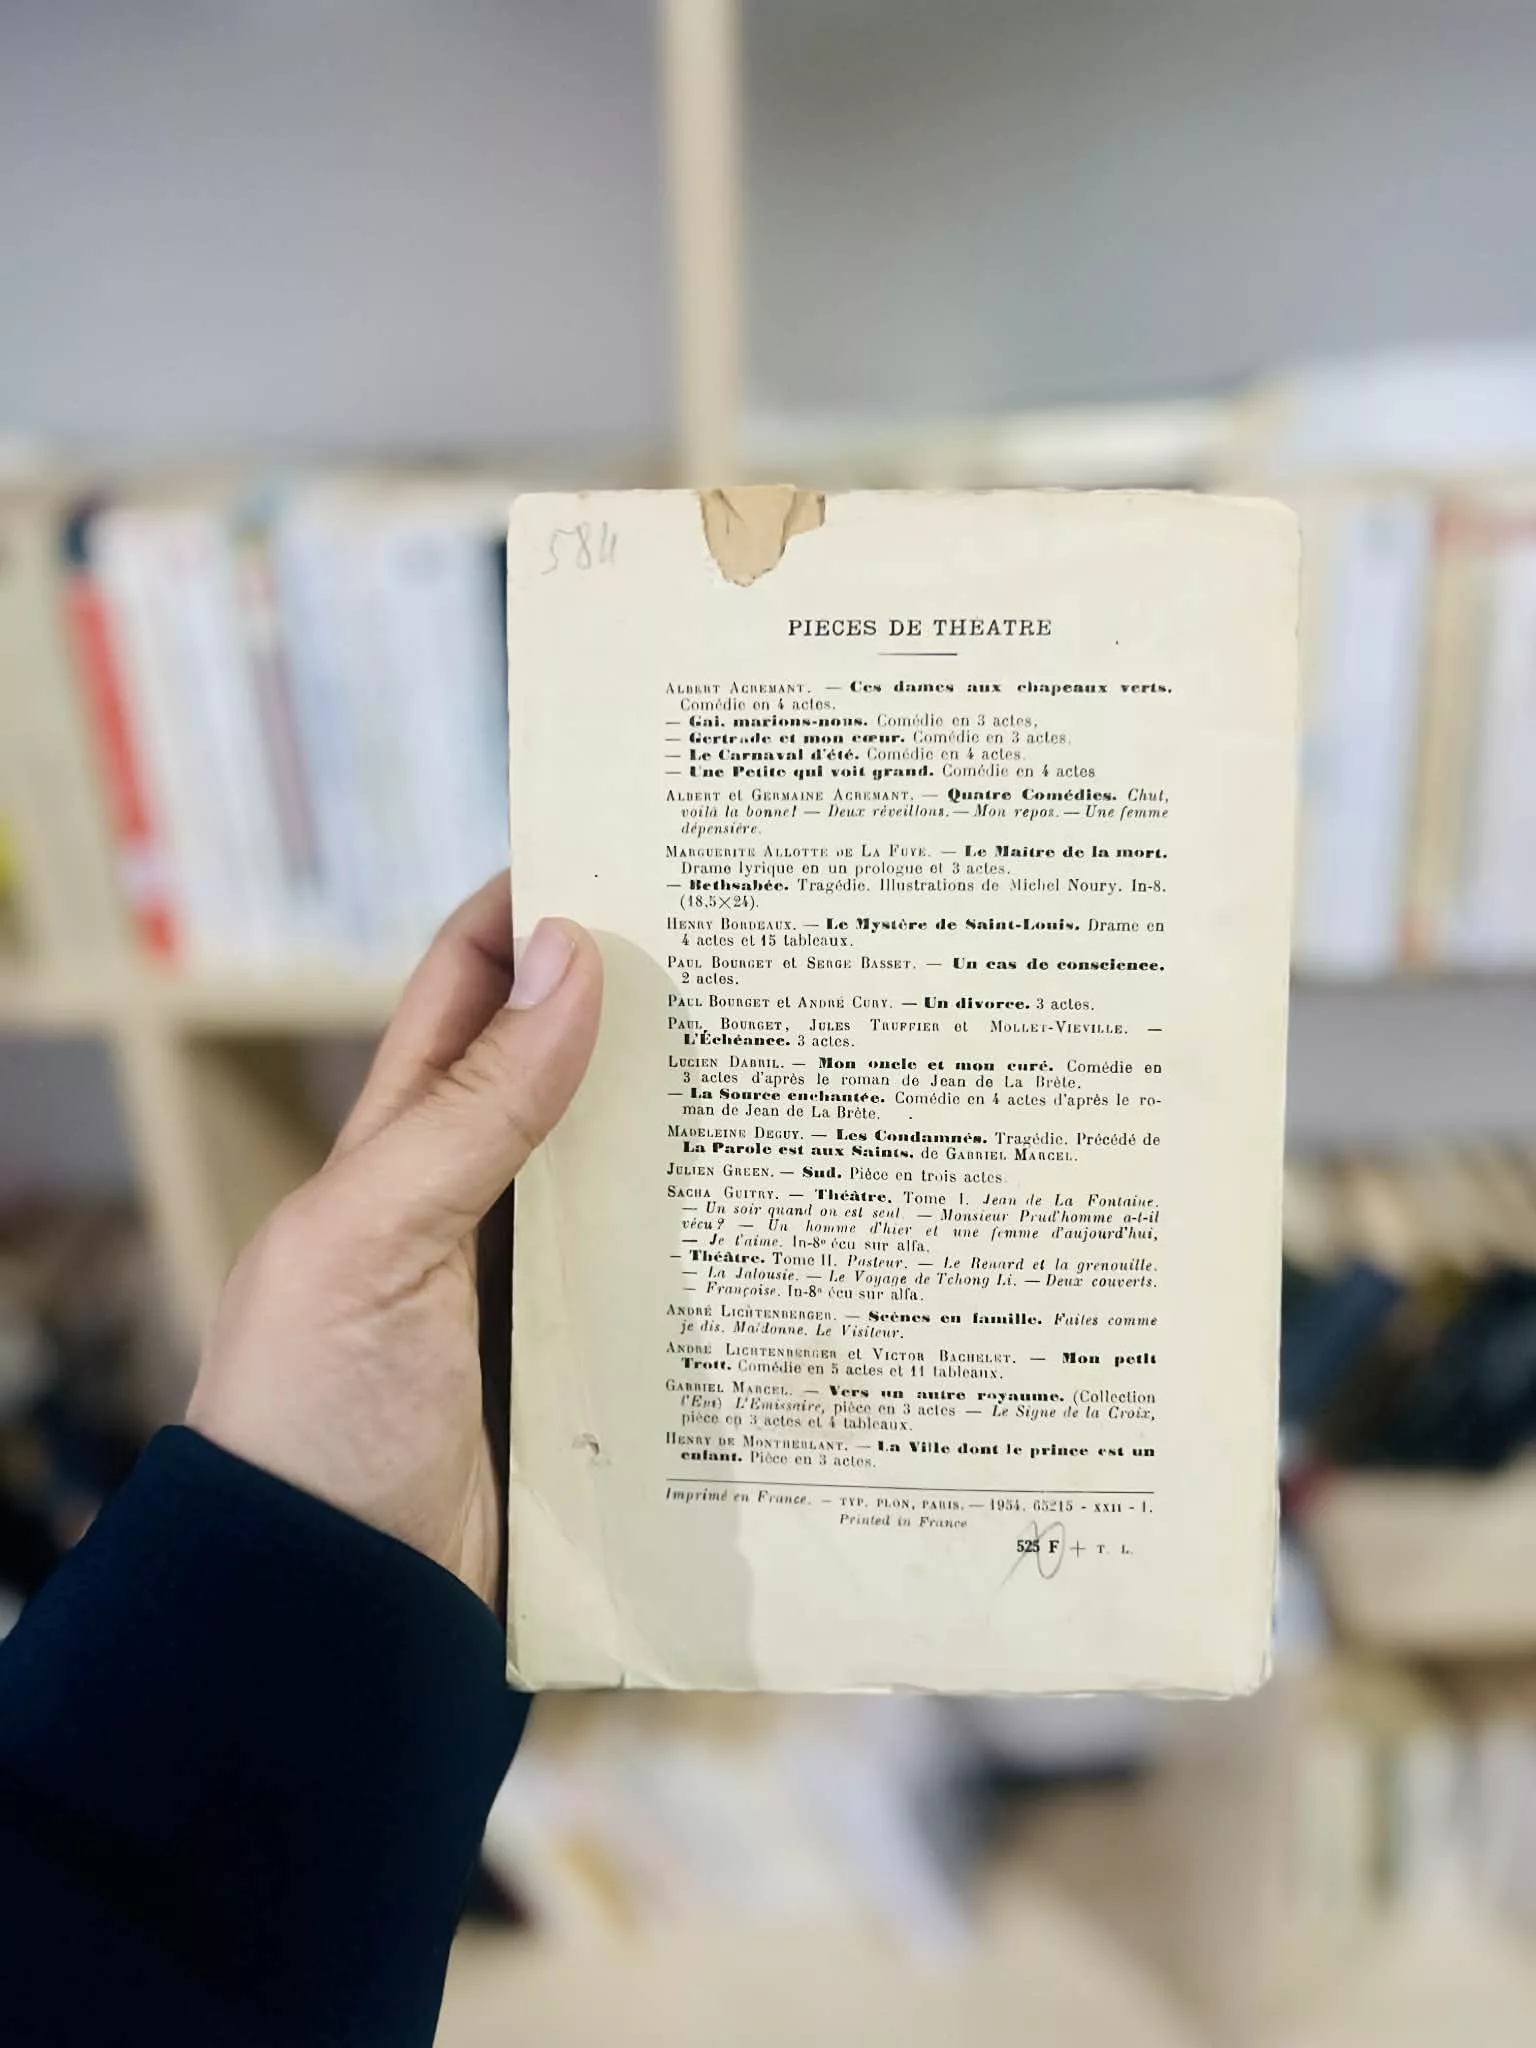 584
PIECES DE THEATRE
ALBERT ACREMANT. — Ces dames aux chapeaux verts.
Comédie en 4 actes.
— Gai, marions-nous. Comédie en 3 actes.
— Gertrude et mon cœur. Comédie en 3 actes.
— Le Carnaval d'été. Comédie en 4 actes.
— Une Petite qui voit grand. Comédie en 4 actes
ALBERT et GERMAINE ACREMANT. — Quatre Comédies. Chut,
voilà la bonne! — Deux réveillons. — Mon repos. — Une femme
dépensière.
MARGUERITE ALLOTTE DE LA FUYE. — Le Maître de la mort.
Drame lyrique en un prologue et 3 actes.
— Bethsabée. Tragédie. Illustrations de Michel Noury. In-8.
(18,5×24).
HENRY BORDEAUX. — Le Mystère de Saint-Louis. Drame en
4 actes et 15 tableaux.
PAUL BOURGET et SERGE BASSET. — Un cas de conscience.
2 actes.
PAUL BOURGET et ANDRÉ CURY. — Un divorce. 3 actes.
PAUL BOURGET, JULES TRUFFIER et MOLLET-VIEVILLE. —
L'Échéance. 3 actes.
LUCIEN DABRIL. — Mon oncle et mon curé. Comédie en
3 actes d'après le roman de Jean de La Brète.
— La Source enchantée. Comédie en 4 actes d'après le ro-
man de Jean de La Brète.
MADELEINE DEGUY. — Les Condamnés. Tragédie. Précédé de
La Parole est aux Saints, de GABRIEL MARCEL.
JULIEN GREEN. — Sud. Pièce en trois actes.
SACHA GUITRY. — Théâtre. Tome I. Jean de La Fontaine.
— Un soir quand on est seul. — Monsieur Prud'homme a-t-il
vécu? — Un homme d'hier et une femme d'aujourd'hui,
— Je t'aime. In-8º écu sur alfa.
— Théâtre. Tome II. Pasteur. — Le Renard et la grenouille.
— La Jalousie. — Le Voyage de Tchong Li. — Deux couverts.
— Françoise. In-8º écu sur alfa.
ANDRÉ LICHTENBERGER. — Scènes en famille. Faites comme
je dis. Maldonne. Le Visiteur.
ANDRÉ LICHTENBERGER et VICTOR BACHELET. — Mon petit
Trott. Comédie en 5 actes et 11 tableaux.
GABRIEL MARCEL. — Vers un autre royaume. (Collection
l'Epi) L'Emissaire, pièce en 3 actes — Le Signe de la Croix,
pièce en 3 actes et 4 tableaux.
HENRY DE MONTHERLANT. — La Ville dont le prince est un
enfant. Pièce en 3 actes.
Imprimé en France. — TYP. PLON, PARIS. — 1954. 65215 - XXII - 1.
Printed in France
525 F + T. L.